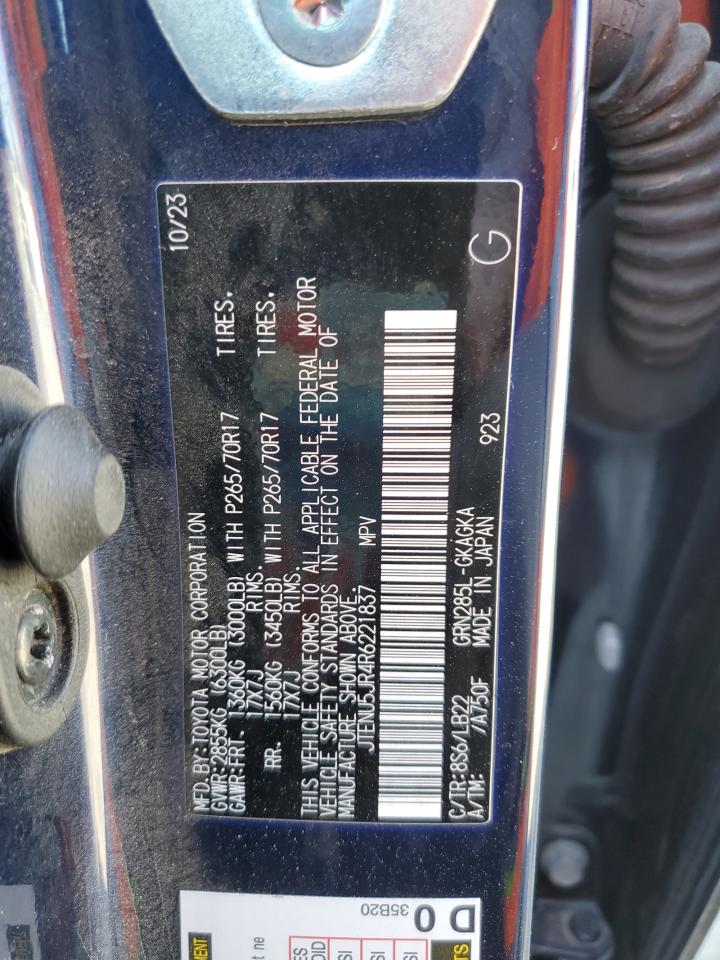 10/23
MFD. BY: TOYOTA MOTOR CORPORATION
GVWR: 2855KG (6300LB)
GAWR: FRT. 1360KG (3000LB) WITH P265/70R17 TIRES,
17X7J RIMS.
RR. 1560KG (3450LB) WITH P265/70R17 TIRES,
17X7J RIMS.
THIS VEHICLE CONFORMS TO ALL APPLICABLE FEDERAL MOTOR
VEHICLE SAFETY STANDARDS IN EFFECT ON THE DATE OF
MANUFACTURE SHOWN ABOVE.
JTENU5JR4R6221837 MPV
C/TR: 8S6/LB22 GRN285L-GKAGKA 923
A/TM: /A750F MADE IN JAPAN
G
D 0
35B20